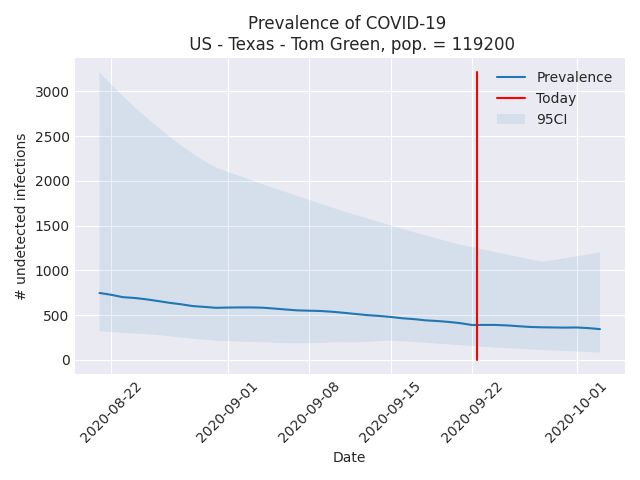 Prevalence of COVID-19
US - Texas - Tom Green, pop. = 119200
Prevalence
Today
95CI
# undetected infections
3000
2500
2000
1500
1000
500
0
2020-08-22
2020-09-01
2020-09-08
2020-09-15
2020-09-22
2020-10-01
Date